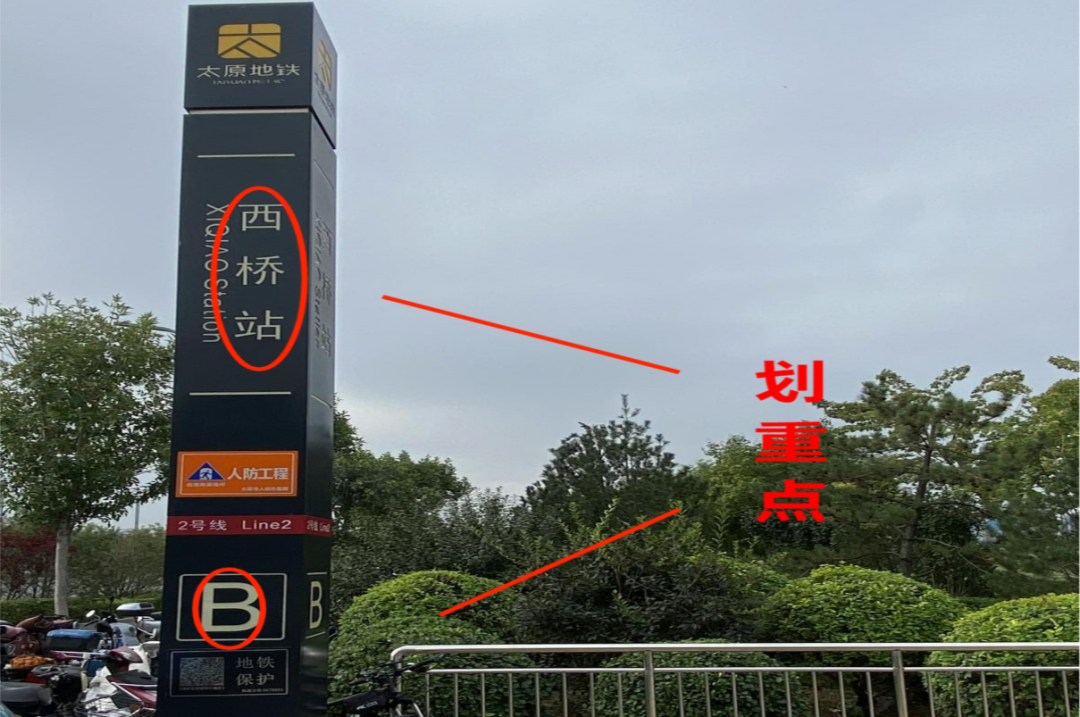 太原地铁
西桥站
XIQIAO Station
人防工程
2号线 Line2
B
B
地铁
保护
划重点